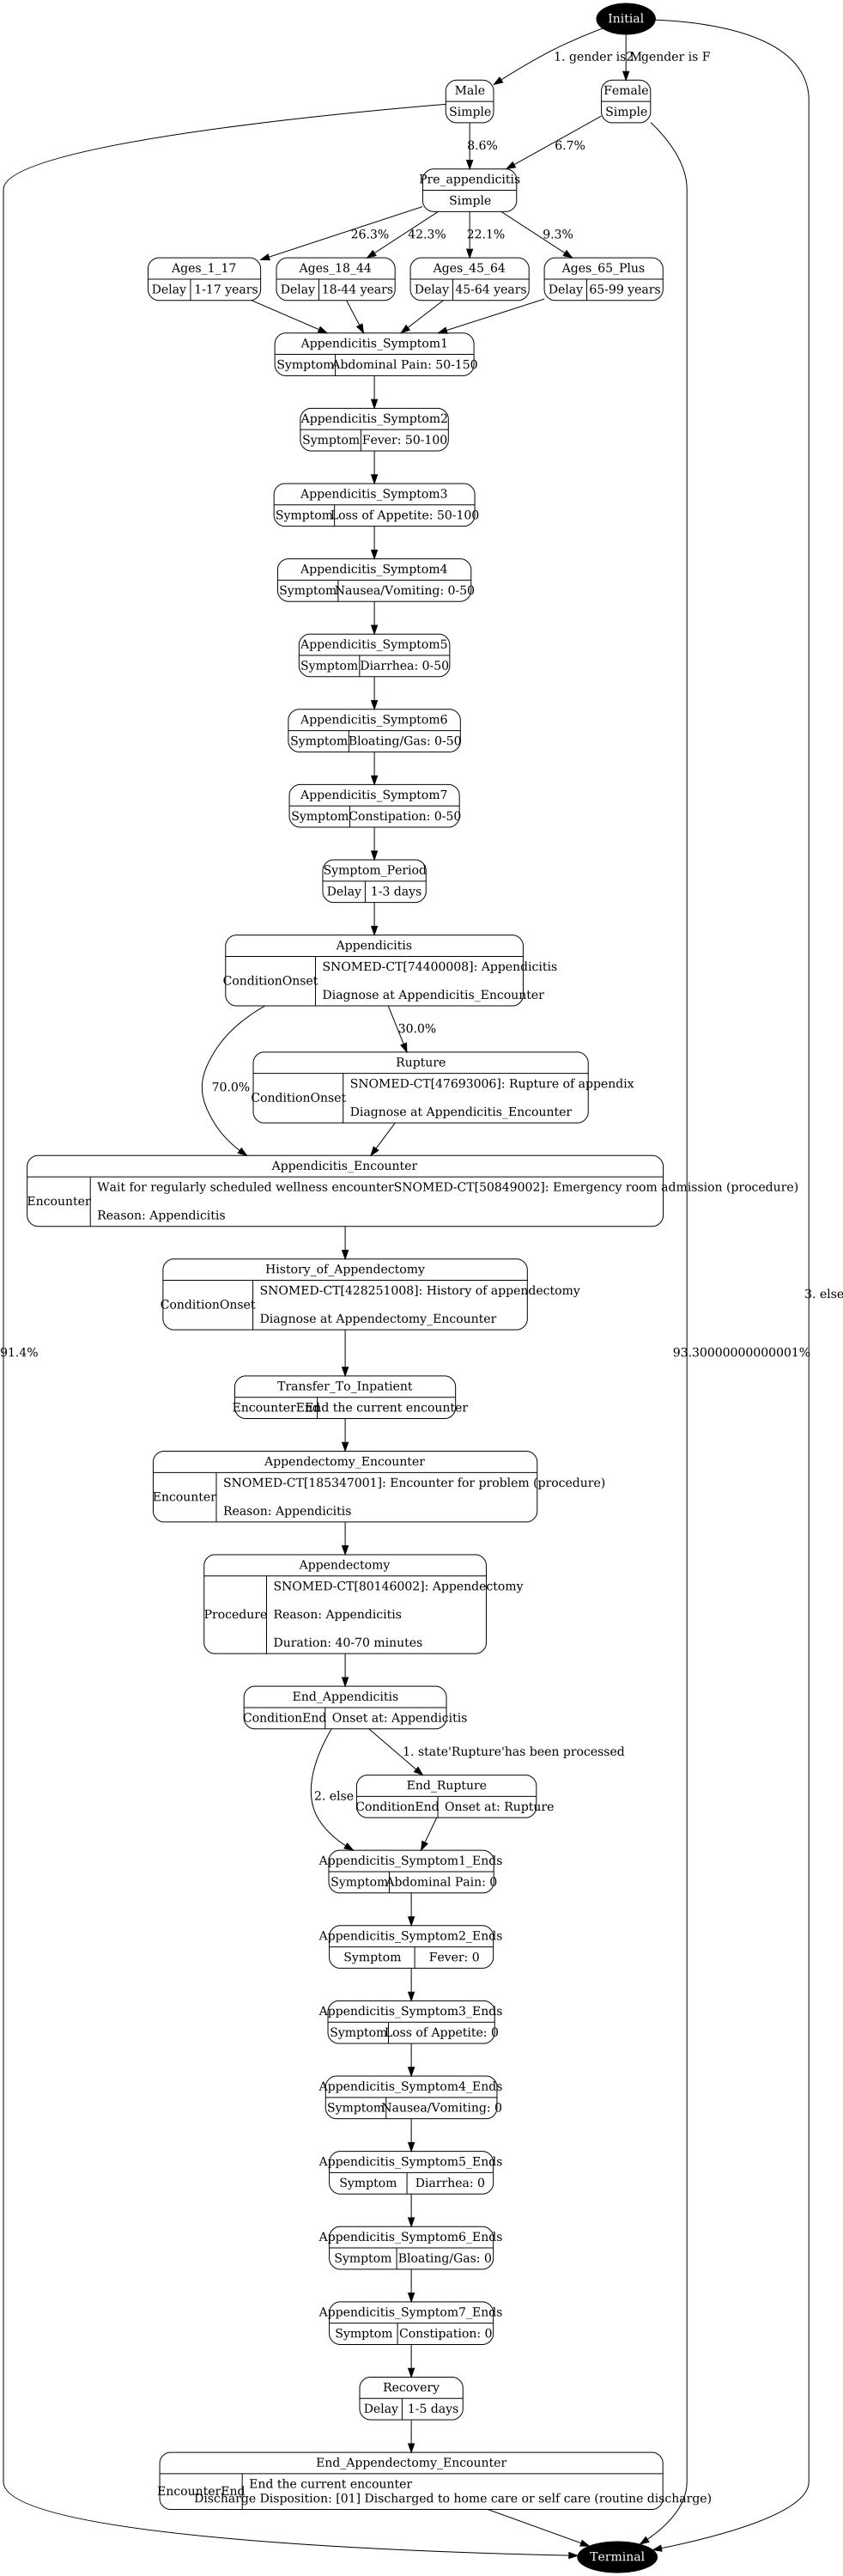 Initial
1. gender is M
2. gender is F
Male
Simple
Female
Simple
8.6%
6.7%
Pre_appendicitis
Simple
26.3%
42.3%
22.1%
9.3%
Ages_1_17
Delay
1-17 years
Ages_18_44
Delay
18-44 years
Ages_45_64
Delay
45-64 years
Ages_65_Plus
Delay
65-99 years
Appendicitis_Symptom1
Symptom
Abdominal Pain: 50-150
Appendicitis_Symptom2
Symptom
Fever: 50-100
Appendicitis_Symptom3
Symptom
Loss of Appetite: 50-100
Appendicitis_Symptom4
Symptom
Nausea/Vomiting: 0-50
Appendicitis_Symptom5
Symptom
Diarrhea: 0-50
Appendicitis_Symptom6
Symptom
Bloating/Gas: 0-50
Appendicitis_Symptom7
Symptom
Constipation: 0-50
Symptom_Period
Delay
1-3 days
Appendicitis
ConditionOnset
SNOMED-CT[74400008]: Appendicitis
Diagnose at Appendicitis_Encounter
30.0%
70.0%
Rupture
ConditionOnset
SNOMED-CT[47693006]: Rupture of appendix
Diagnose at Appendicitis_Encounter
Appendicitis_Encounter
Encounter
Wait for regularly scheduled wellness encounterSNOMED-CT[50849002]: Emergency room admission (procedure)
Reason: Appendicitis
History_of_Appendectomy
ConditionOnset
SNOMED-CT[428251008]: History of appendectomy
Diagnose at Appendectomy_Encounter
3. else
91.4%
93.30000000000001%
Transfer_To_Inpatient
EncounterEnd
End the current encounter
Appendectomy_Encounter
Encounter
SNOMED-CT[185347001]: Encounter for problem (procedure)
Reason: Appendicitis
Appendectomy
Procedure
SNOMED-CT[80146002]: Appendectomy
Reason: Appendicitis
Duration: 40-70 minutes
End_Appendicitis
ConditionEnd
Onset at: Appendicitis
1. state'Rupture'has been processed
2. else
End_Rupture
ConditionEnd
Onset at: Rupture
Appendicitis_Symptom1_Ends
Symptom
Abdominal Pain: 0
Appendicitis_Symptom2_Ends
Symptom
Fever: 0
Appendicitis_Symptom3_Ends
Symptom
Loss of Appetite: 0
Appendicitis_Symptom4_Ends
Symptom
Nausea/Vomiting: 0
Appendicitis_Symptom5_Ends
Symptom
Diarrhea: 0
Appendicitis_Symptom6_Ends
Symptom
Bloating/Gas: 0
Appendicitis_Symptom7_Ends
Symptom
Constipation: 0
Recovery
Delay
1-5 days
End_Appendectomy_Encounter
EncounterEnd
End the current encounter
Discharge Disposition: [01] Discharged to home care or self care (routine discharge)
Terminal